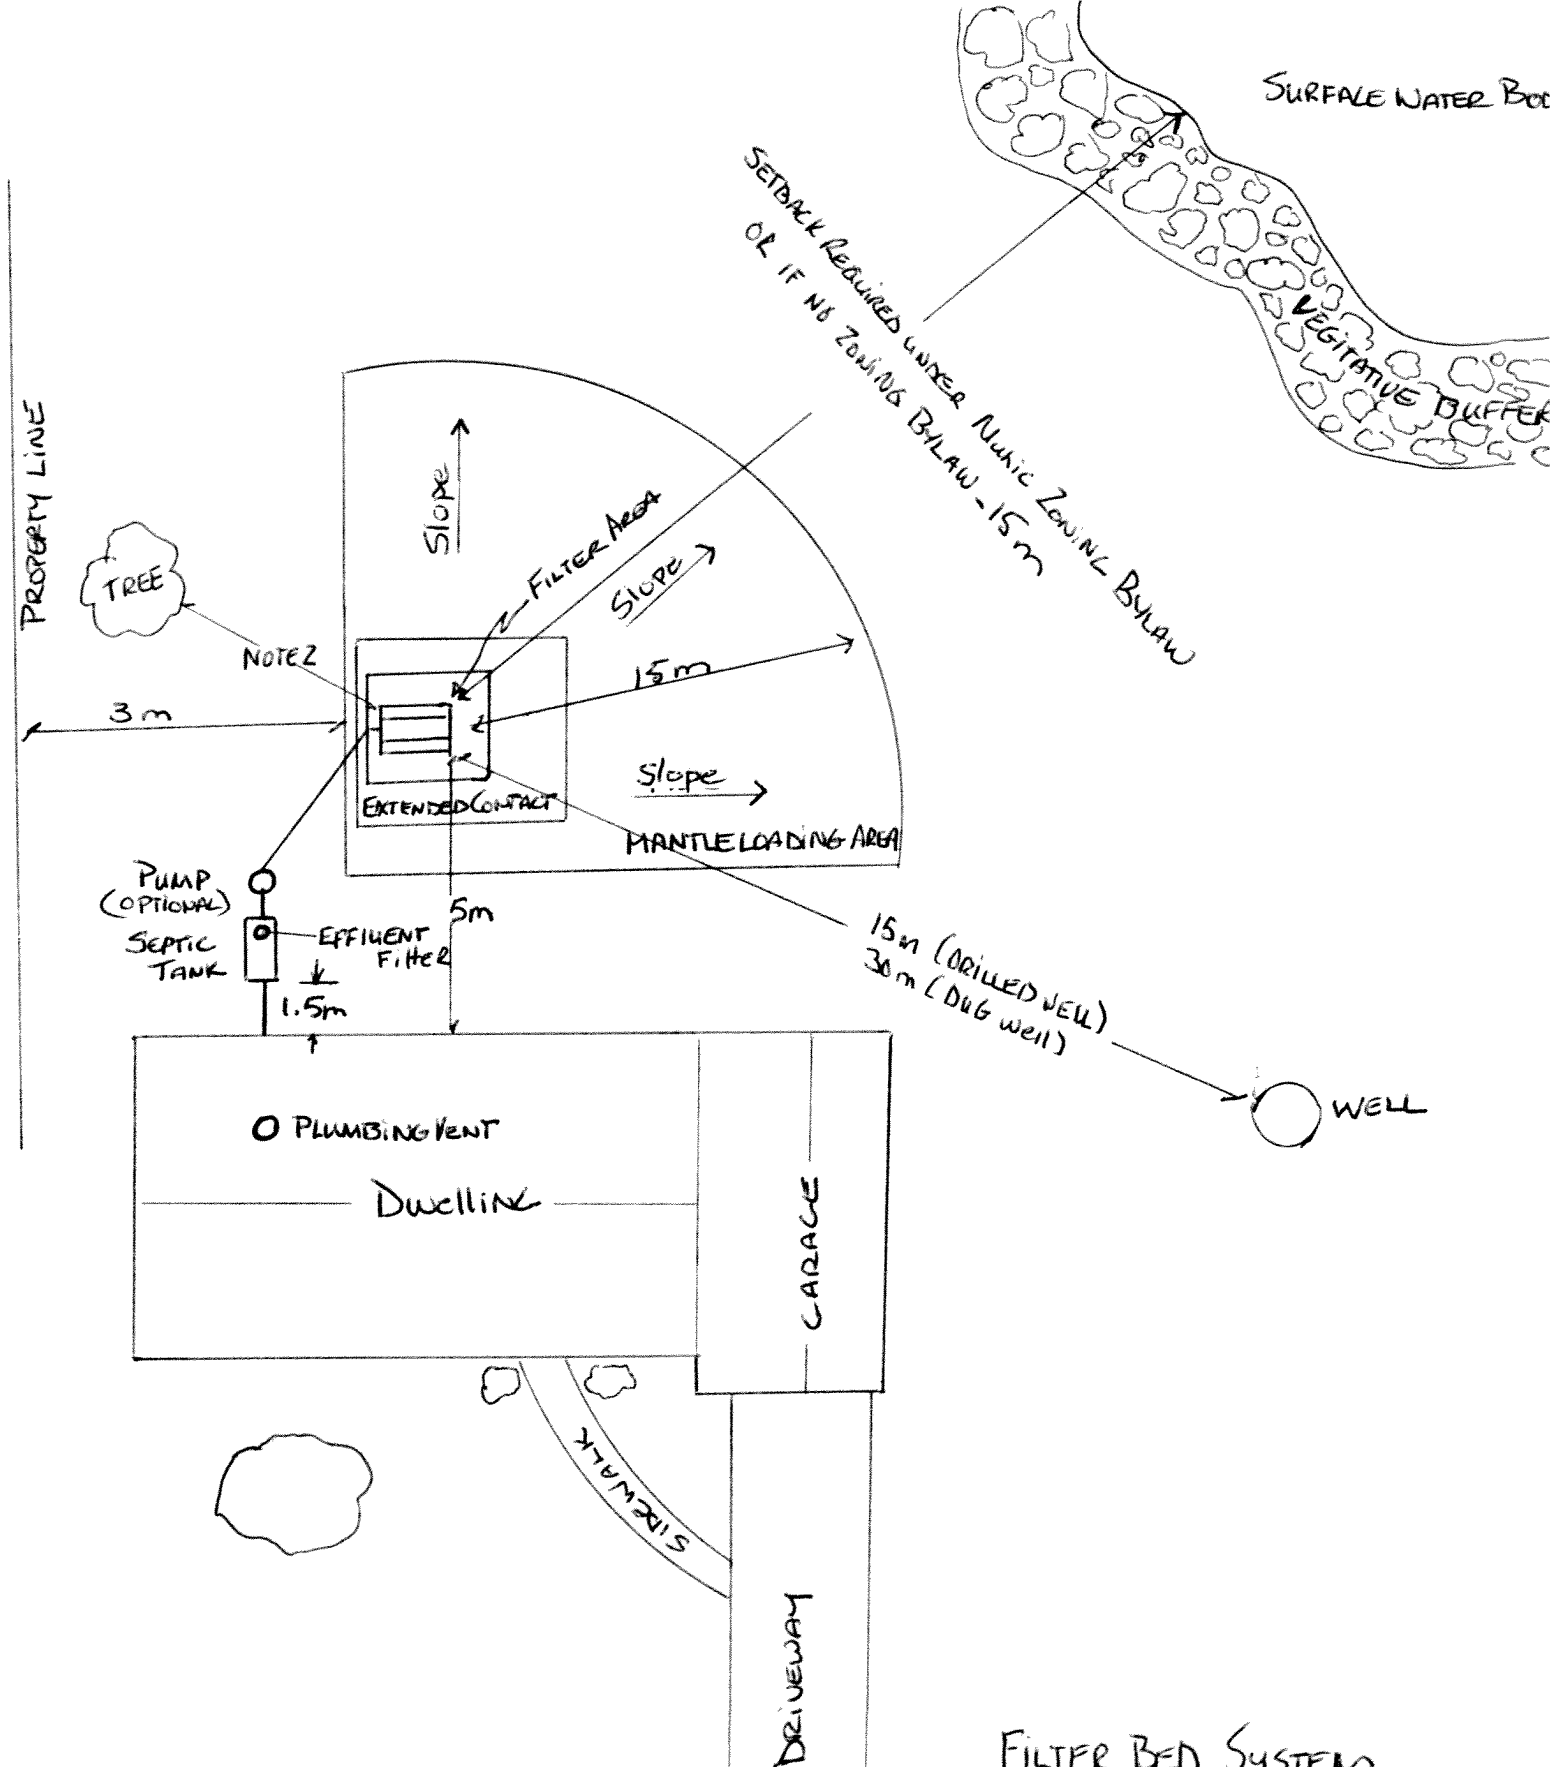 SURFACE WATER BOD
SETBACK REQUIRED UNDER MUNIC ZONING BYLAW
OR IF NO ZONING BYLAW - 15m
VEGITATIVE BUFFER
PROPERTY LINE
Slope
FILTER AREA
Slope
TREE
NOTE 2
15m
3m
Slope
EXTENDED CONTACT
MANTLE LOADING AREA
PUMP
(OPTIONAL)
5m
SEPTIC
TANK
EFFLUENT
FiltER
15m (DRILLED WELL)
30m (DUG Well)
1.5m
WELL
PLUMBING VENT
Dwelling
GARAGE
SIDEWALK
DRIVEWAY
FILTER BED SYSTEM